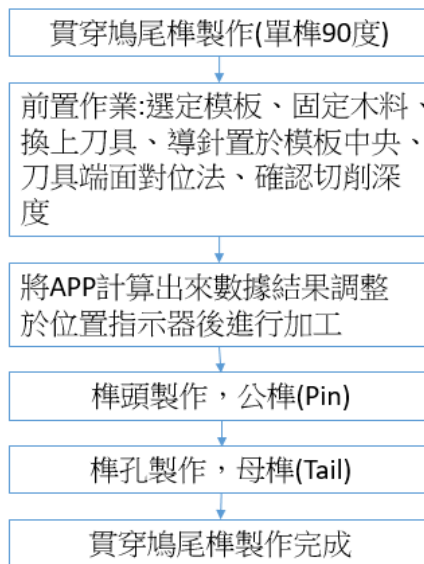 貫穿鳩尾榫製作(單榫90度)
前置作業:選定模板、固定木料、
換上刀具、導針置於模板中央、
刀具端面對位法、確認切削深
度
將APP計算出來數據結果調整
於位置指示器後進行加工
榫頭製作，公榫(Pin)
榫孔製作，母榫(Tail)
貫穿鳩尾榫製作完成